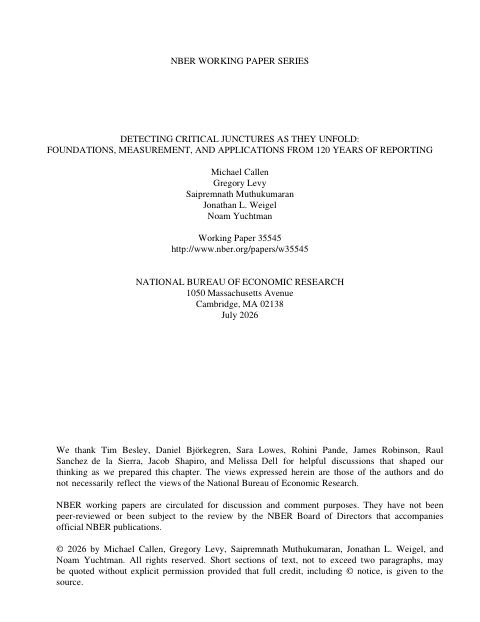 NBER WORKING PAPER SERIES
DETECTING CRITICAL JUNCTURES AS THEY UNFOLD:
FOUNDATIONS, MEASUREMENT, AND APPLICATIONS FROM 120 YEARS OF REPORTING
Michael Callen
Gregory Levy
Saipremnath Muthukumaran
Jonathan L. Weigel
Noam Yuchtman
Working Paper 35545
http://www.nber.org/papers/w35545
NATIONAL BUREAU OF ECONOMIC RESEARCH
1050 Massachusetts Avenue
Cambridge, MA 02138
July 2026
We thank Tim Besley, Daniel Björkegren, Sara Lowes, Rohini Pande, James Robinson, Raul
Sanchez de la Sierra, Jacob Shapiro, and Melissa Dell for helpful discussions that shaped our
thinking as we prepared this chapter. The views expressed herein are those of the authors and do
not necessarily reflect the views of the National Bureau of Economic Research.
NBER working papers are circulated for discussion and comment purposes. They have not been
peer-reviewed or been subject to the review by the NBER Board of Directors that accompanies
official NBER publications.
© 2026 by Michael Callen, Gregory Levy, Saipremnath Muthukumaran, Jonathan L. Weigel, and
Noam Yuchtman. All rights reserved. Short sections of text, not to exceed two paragraphs, may
be quoted without explicit permission provided that full credit, including © notice, is given to the
source.